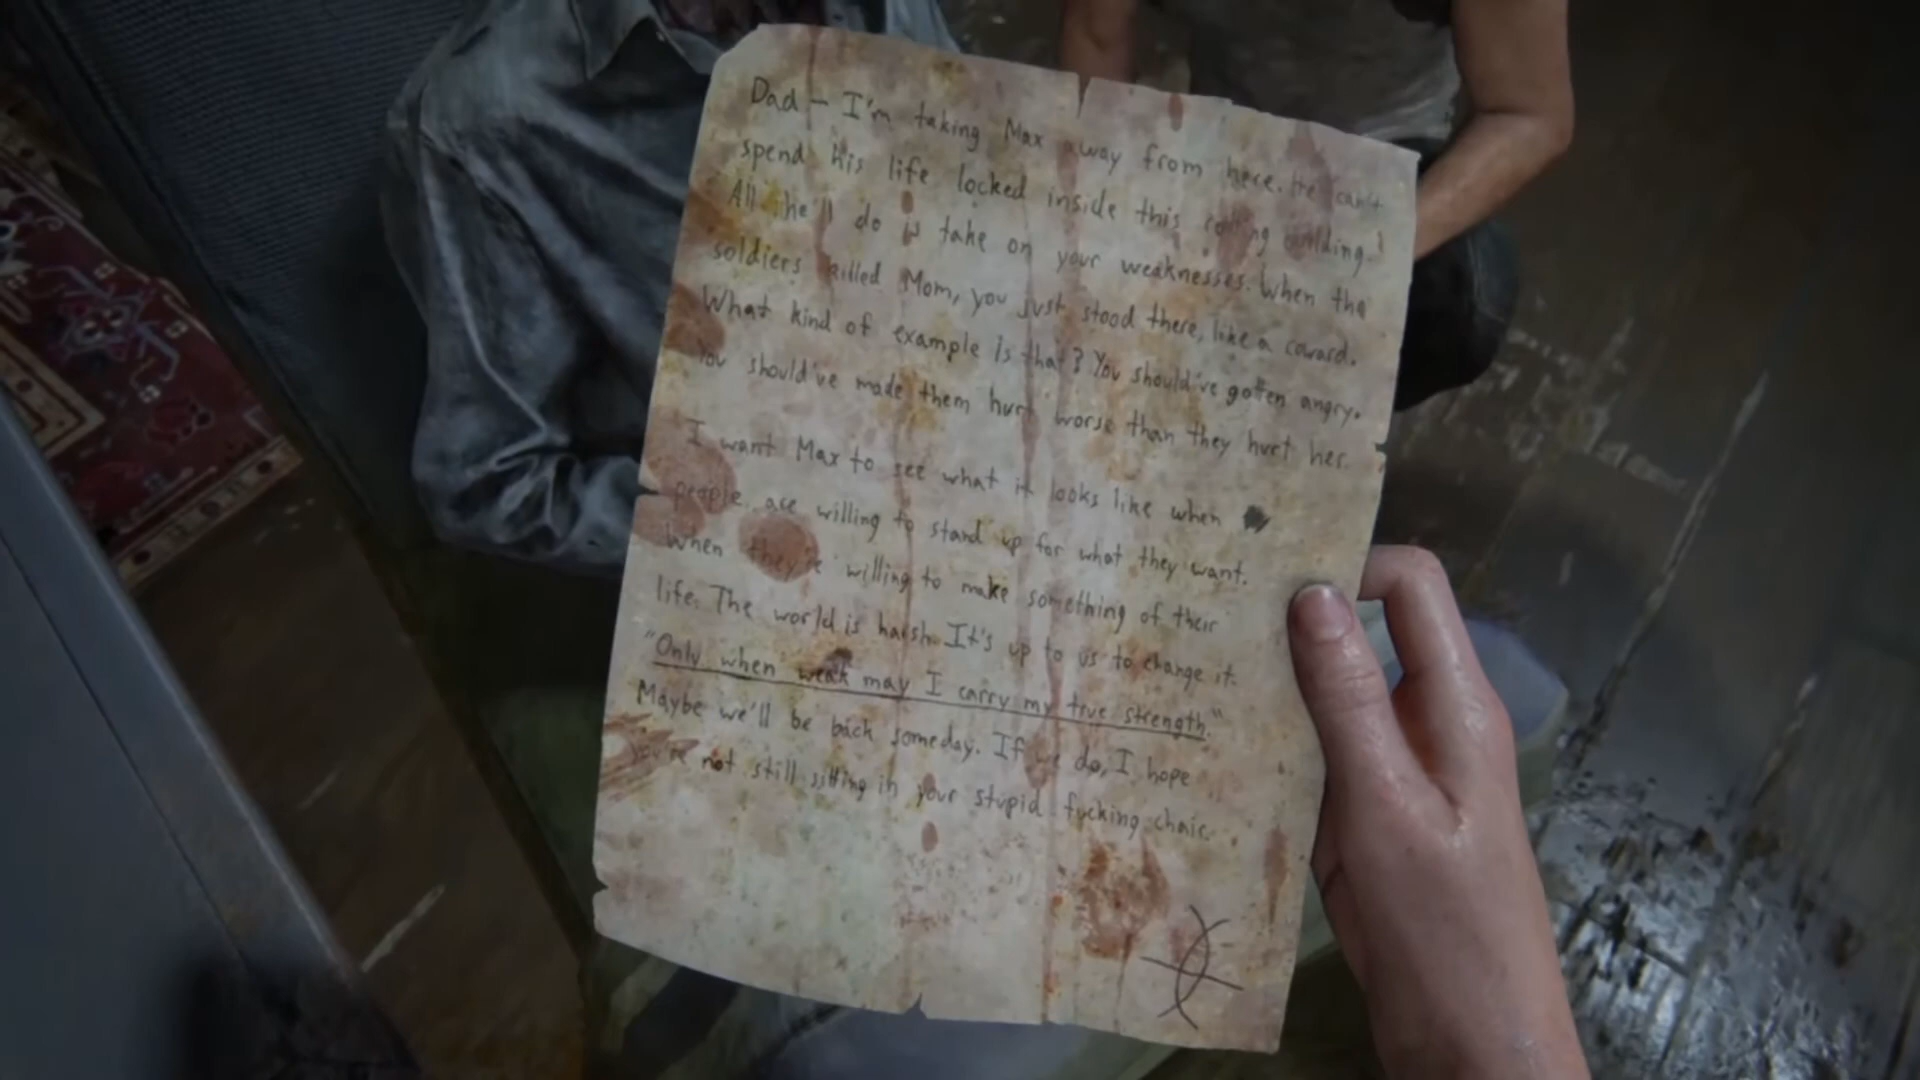 Dad - I'm taking Max away from here. He can't
spend his life locked inside this rotting building!
All he'll do is take on your weaknesses. When the
soldiers killed Mom, you just stood there, like a coward.
What kind of example is that? You should've gotten angry.
You should've made them hurt worse than they hurt her.
I want Max to see what it looks like when
people are willing to stand up for what they want.
When they're willing to make something of their
life. The world is harsh. It's up to us to change it.
"Only when weak may I carry my true strength."
Maybe we'll be back someday. If we do, I hope
you're not still sitting in your stupid fucking chair.